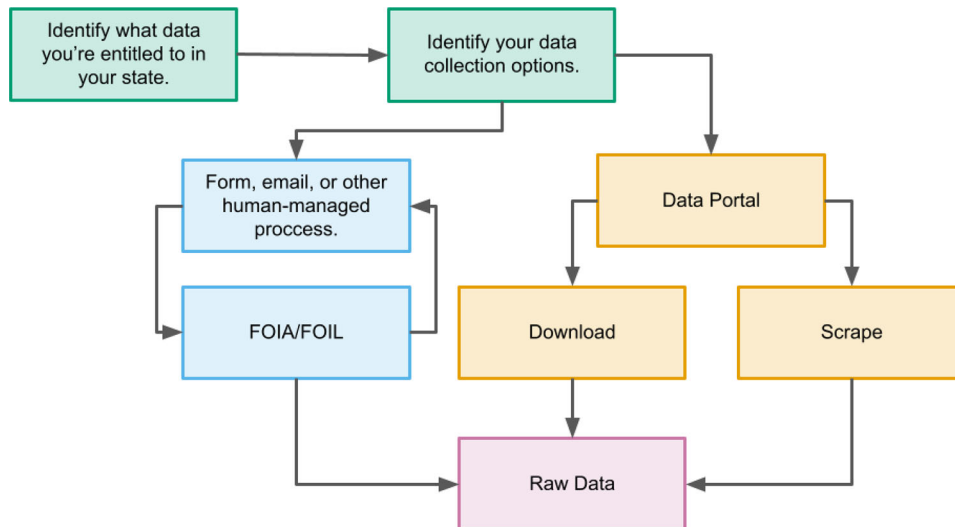 Identify what data
you're entitled to in
your state.
Identify your data
collection options.
Form, email, or other
human-managed
proccess.
Data Portal
FOIA/FOIL
Download
Scrape
Raw Data